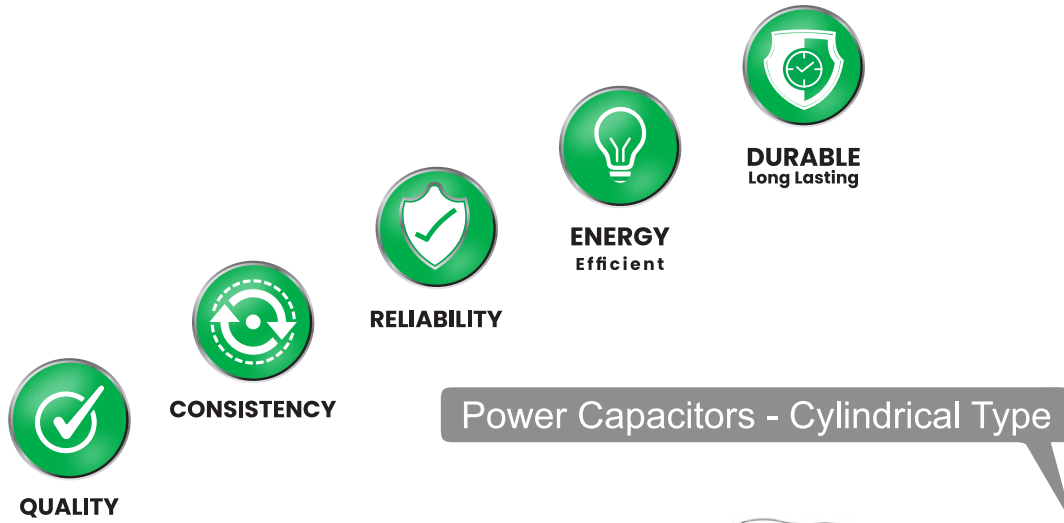 DURABLE
Long Lasting
ENERGY
Efficient
RELIABILITY
CONSISTENCY
Power Capacitors - Cylindrical Type
QUALITY